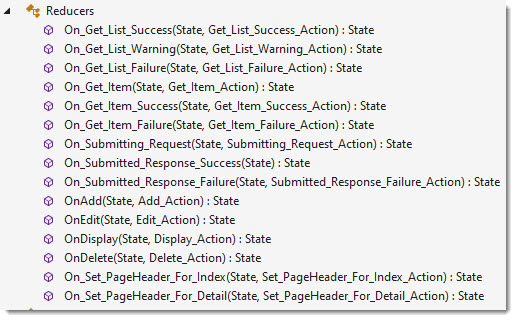 Reducers
On_Get_List_Success(State, Get_List_Success_Action) : State
On_Get_List_Warning(State, Get_List_Warning_Action) : State
On_Get_List_Failure(State, Get_List_Failure_Action) : State
On_Get_Item(State, Get_Item_Action) : State
On_Get_Item_Success(State, Get_Item_Success_Action) : State
On_Get_Item_Failure(State, Get_Item_Failure_Action) : State
On_Submitting_Request(State, Submitting_Request_Action) : State
On_Submitted_Response_Success(State) : State
On_Submitted_Response_Failure(State, Submitted_Response_Failure_Action) : State
OnAdd(State, Add_Action) : State
OnEdit(State, Edit_Action) : State
OnDisplay(State, Display_Action) : State
OnDelete(State, Delete_Action) : State
On_Set_PageHeader_For_Index(State, Set_PageHeader_For_Index_Action) : State
On_Set_PageHeader_For_Detail(State, Set_PageHeader_For_Detail_Action) : State